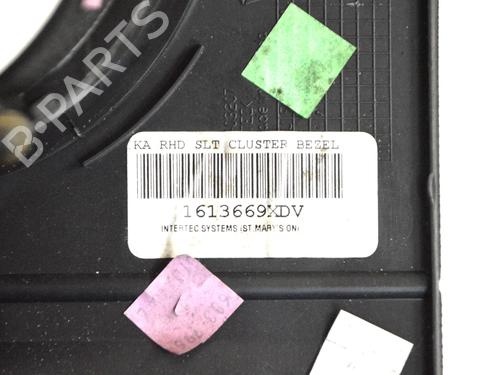 B-PARTS
KA RHD SLT CLUSTER BEZEL
1613669XDV
INTERTEC SYSTEMS (ST.MARY'S ON)